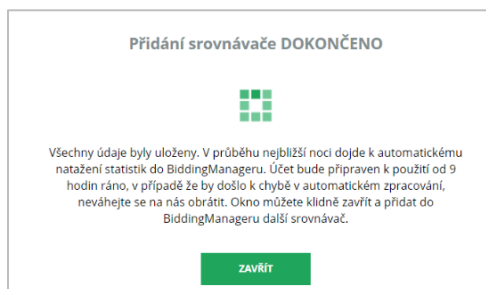 Přidání srovnávače DOKONČENO
Všechny údaje byly uloženy. V průběhu nejbližší noci dojde k automatickému
natažení statistik do BiddingManageru. Účet bude připraven k použití od 9
hodin ráno, v případě že by došlo k chybě v automatickém zpracování,
neváhejte se na nás obrátit. Okno můžete klidně zavřít a přidat do
BiddingManageru další srovnávač.
ZAVŘÍT